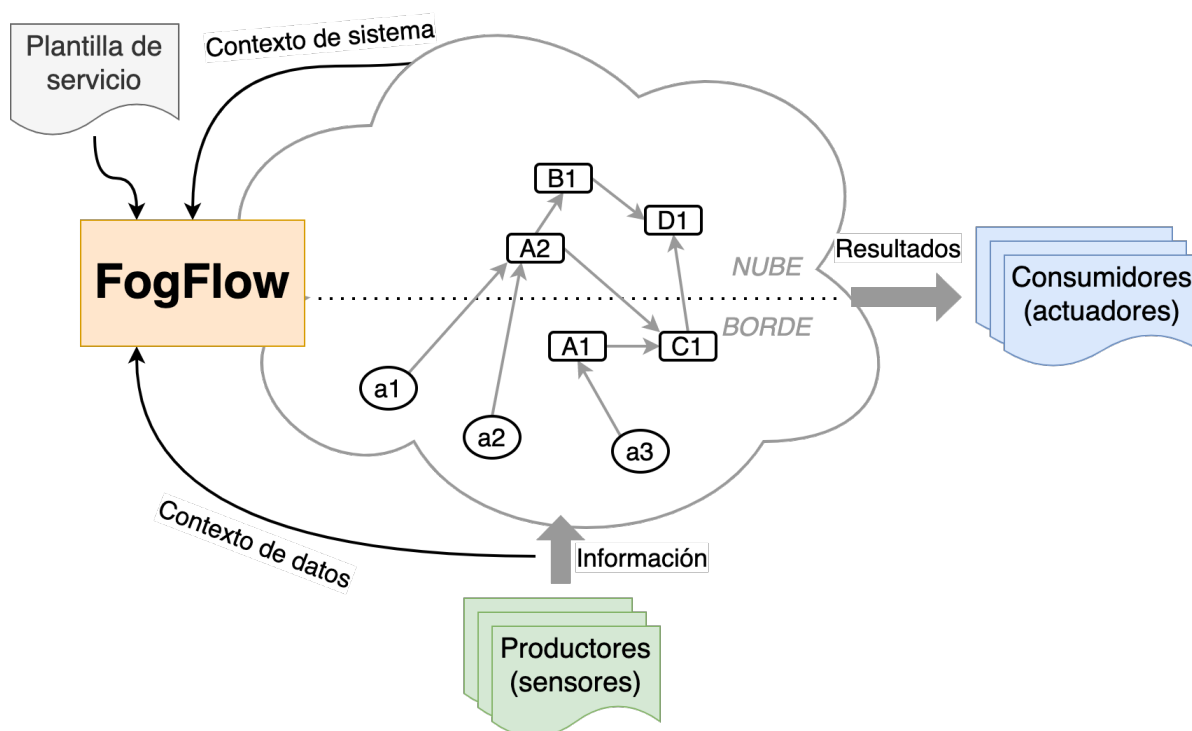 Plantilla de
servicio
Contexto de sistema
B1
D1
A2
NUBE
Resultados
FogFlow
Consumidores
(actuadores)
BORDE
A1
C1
a1
a2
a3
Contexto de datos
Información
Productores
(sensores)